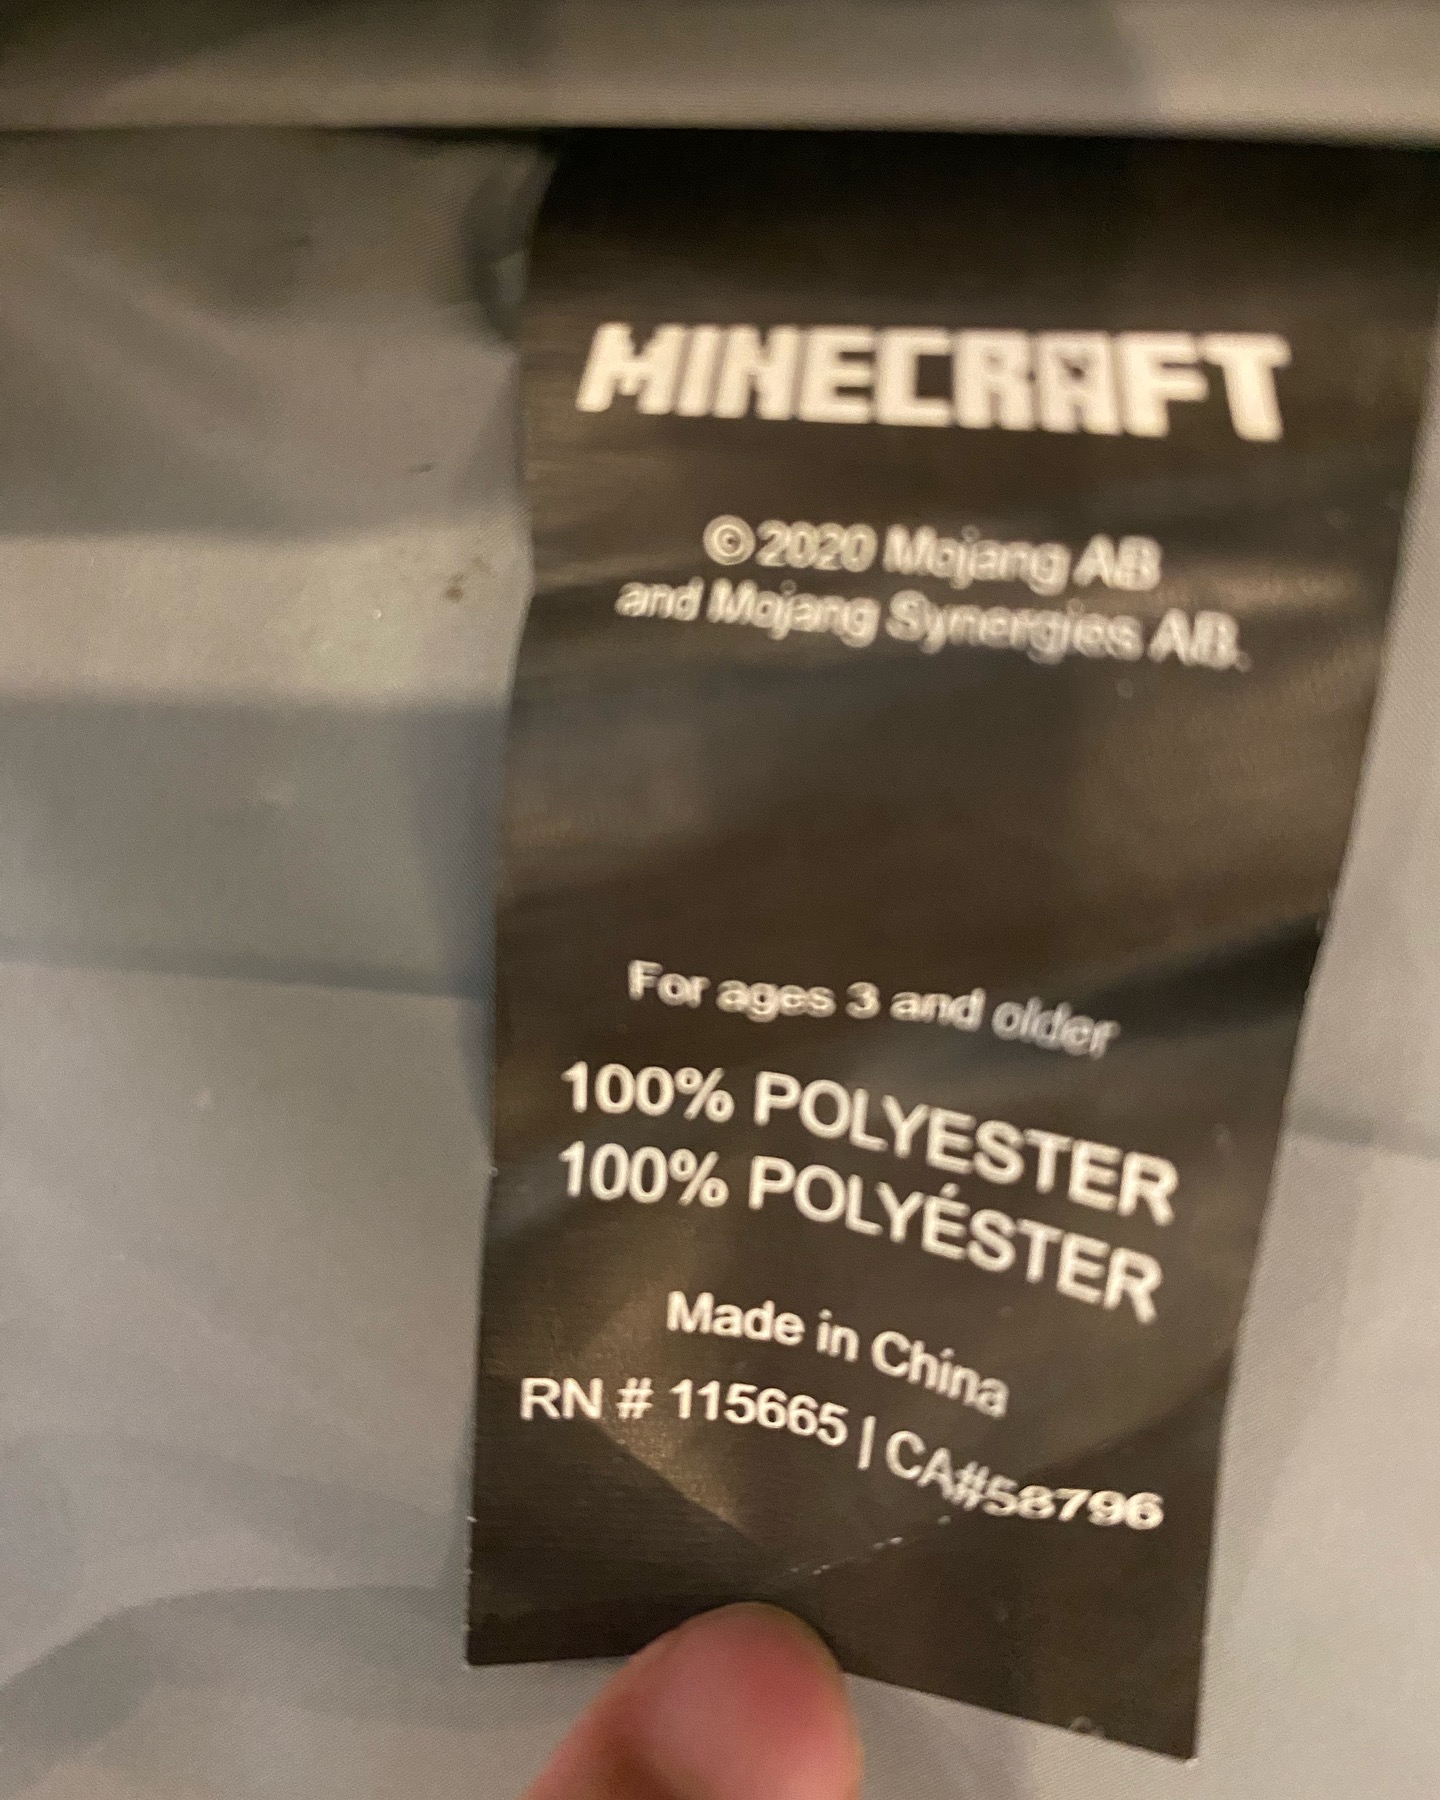 MINECRAFT
©2020 Mojang AB
and Mojang Synergies AB.
For ages 3 and older
100% POLYESTER
100% POLYÉSTER
Made in China
RN # 115665 | CA#58796